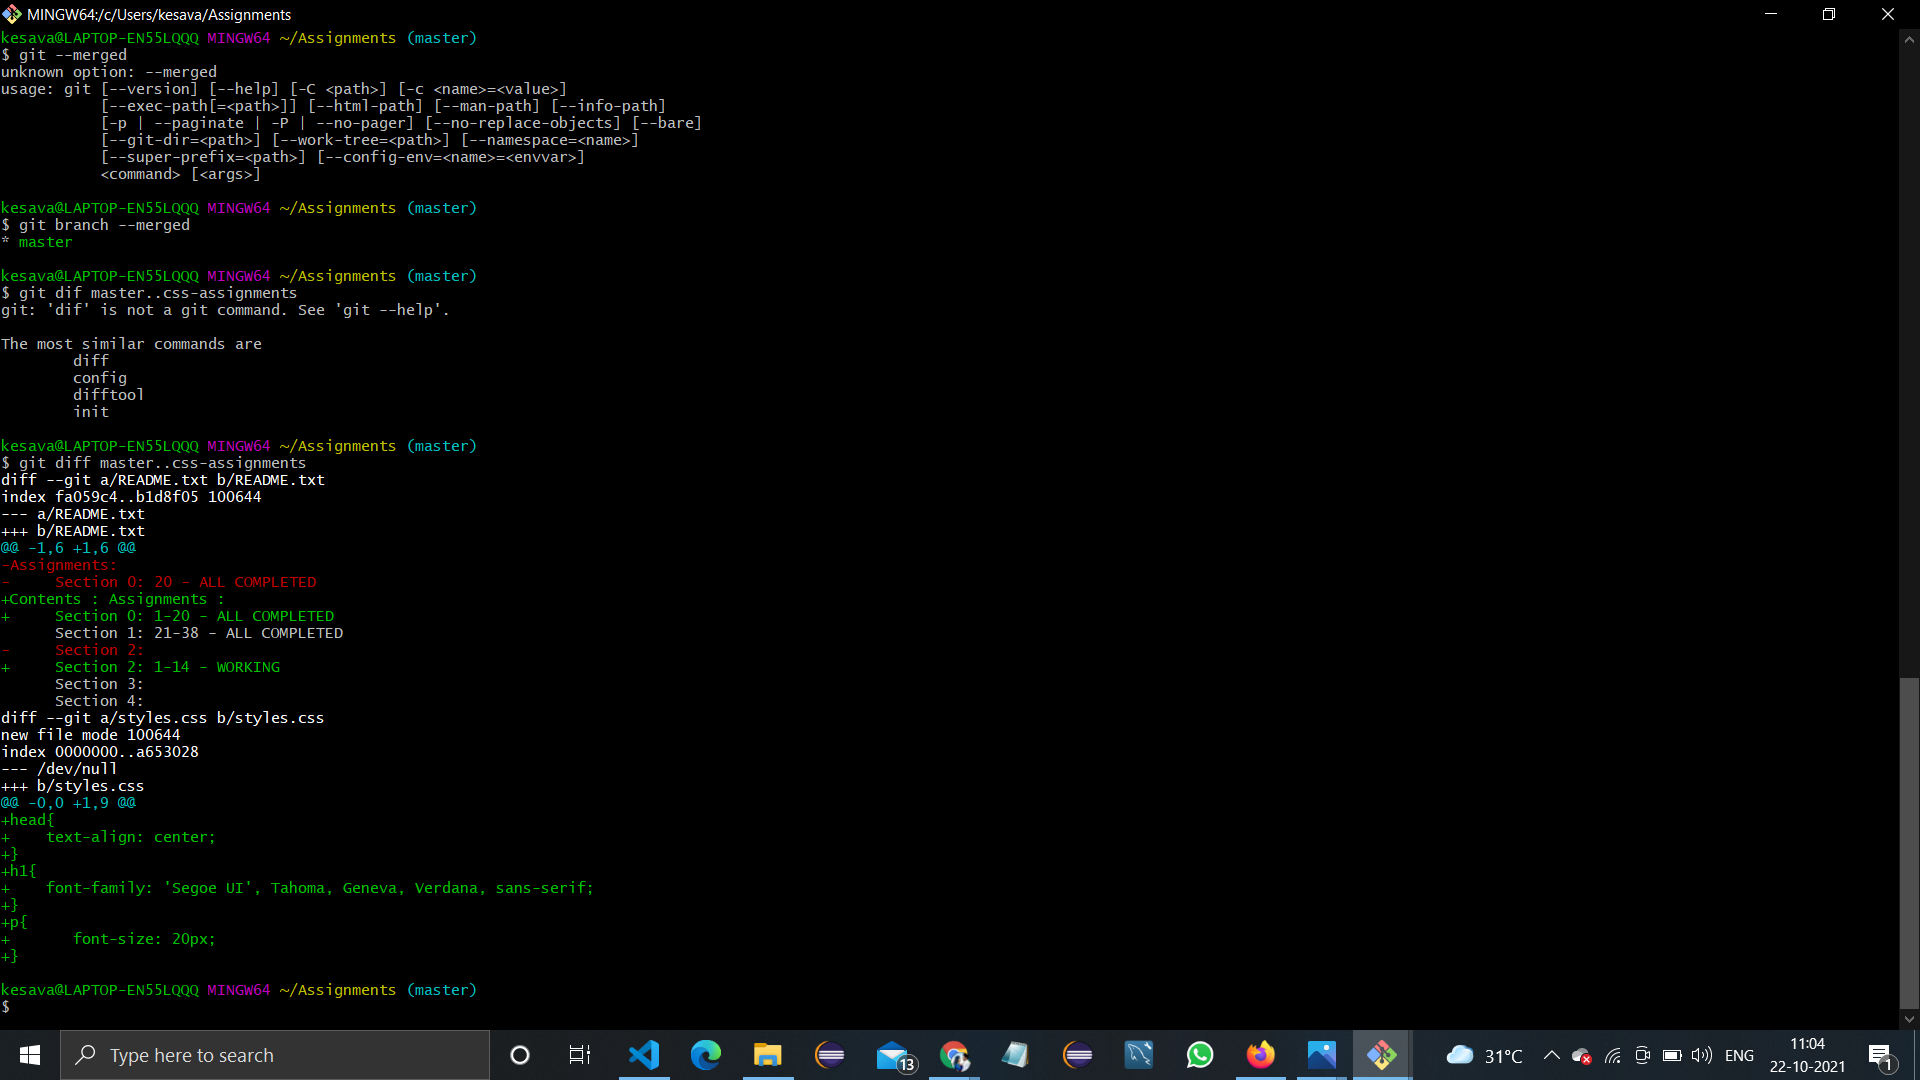 MINGW64:/c/Users/kesava/Assignments
kesava@LAPTOP-EN55LQQQ MINGW64 ~/Assignments (master)
$ git --merged
unknown option: --merged
usage: git [--version] [--help] [-C <path>] [-c <name>=<value>]
           [--exec-path[=<path>]] [--html-path] [--man-path] [--info-path]
           [-p | --paginate | -P | --no-pager] [--no-replace-objects] [--bare]
           [--git-dir=<path>] [--work-tree=<path>] [--namespace=<name>]
           [--super-prefix=<path>] [--config-env=<name>=<envvar>]
           <command> [<args>]
kesava@LAPTOP-EN55LQQQ MINGW64 ~/Assignments (master)
$ git branch --merged
* master
kesava@LAPTOP-EN55LQQQ MINGW64 ~/Assignments (master)
$ git dif master..css-assignments
git: 'dif' is not a git command. See 'git --help'.
The most similar commands are
        diff
        config
        difftool
        init
kesava@LAPTOP-EN55LQQQ MINGW64 ~/Assignments (master)
$ git diff master..css-assignments
diff --git a/README.txt b/README.txt
index fa059c4..b1d8f05 100644
--- a/README.txt
+++ b/README.txt
@@ -1,6 +1,6 @@
-Assignments:
-     Section 0: 20 - ALL COMPLETED
+Contents : Assignments :
+     Section 0: 1-20 - ALL COMPLETED
      Section 1: 21-38 - ALL COMPLETED
-     Section 2:
+     Section 2: 1-14 - WORKING
      Section 3:
      Section 4:
diff --git a/styles.css b/styles.css
new file mode 100644
index 0000000..a653028
--- /dev/null
+++ b/styles.css
@@ -0,0 +1,9 @@
+head{
+    text-align: center;
+}
+h1{
+    font-family: 'Segoe UI', Tahoma, Geneva, Verdana, sans-serif;
+}
+p{
+       font-size: 20px;
+}
kesava@LAPTOP-EN55LQQQ MINGW64 ~/Assignments (master)
$
Type here to search
13
31°C
ENG
11:04
22-10-2021
1